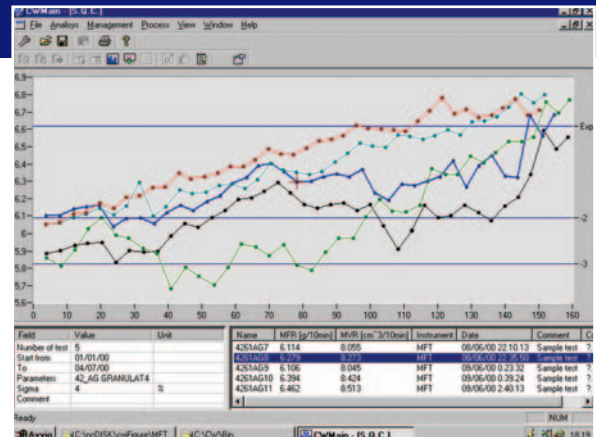 CWMain - [S.Q.C.]
File Analisys Management Process View Window Help
6,9
6,8
6,7
6,6
6,5
6,4
6,3
6,2
6,1
6
5,9
5,8
5,7
5,6
Exp
-1
-2
-3
0 10 20 30 40 50 60 70 80 90 100 110 120 130 140 150 160
Field Value Unit
Number of test 5
Start from 01/01/00
To 04/07/00
Parameters 42_AG GRANULAT4
Sigma 4 %
Comment
Name MFR [g/10min] MVR [cm^3/10min] Instrument Date Comment
4261AG7 6.114 8.055 MFT 08/06/00 22.10.13 Sample test ?
4261AG8 6.279 8.273 MFT 08/06/00 22.35.50 Sample test ?
4261AG9 6.106 8.045 MFT 09/06/00 0.23.32 Sample test ?
4261AG10 6.394 8.424 MFT 09/06/00 0.39.24 Sample test ?
4261AG11 6.462 8.513 MFT 09/06/00 2.40.13 Sample test ?
Ready NUM
Avvio C:\CW\Bin CWMain - [S.Q.C.] 18.19